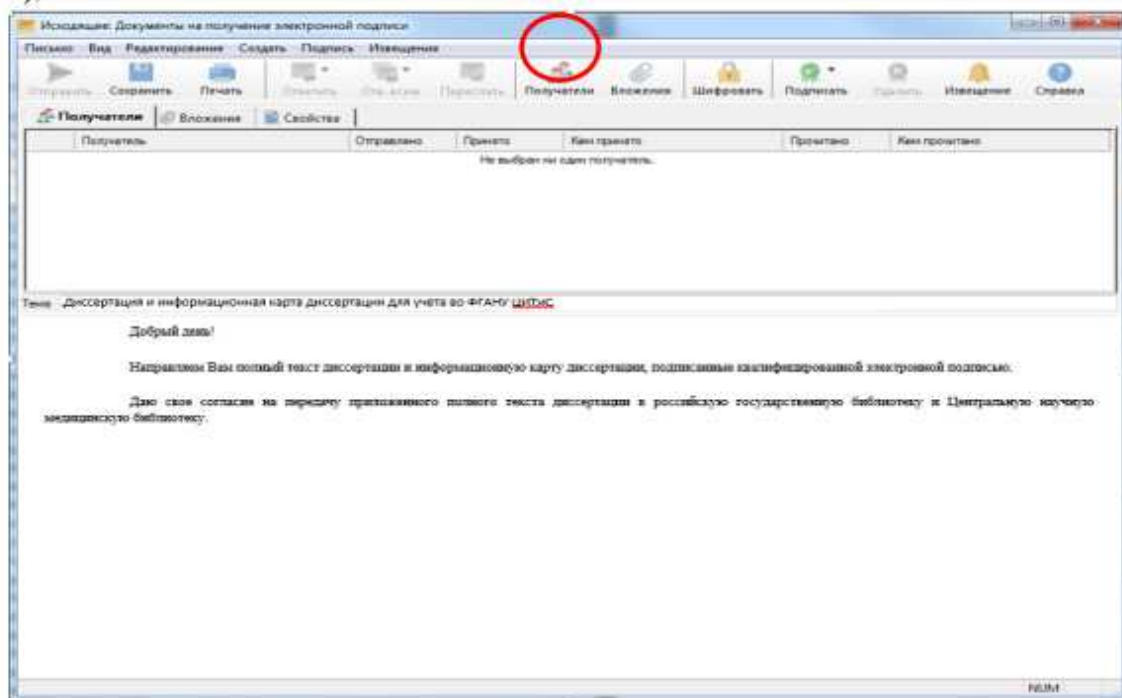 Исходящее: Документы на получение электронной подписи
Письмо Вид Редактирование Создать Подпись Извещения
Отправить Сохранить Печать Ответить Отв. всем Переслать Получатели Вложения Шифровать Подписать Удалить Извещение Справка
Получатели Вложения Свойства
Получатель Отправлено Принято Кем принято Прочитано Кем прочитано
Не выбран ни один получатель.
Тема Диссертация и информационная карта диссертации для учета во ФГАНУ ЦИТиС
Добрый день!
Направляем Вам полный текст диссертации и информационную карту диссертации, подписанные квалифицированной электронной подписью.
Даю свое согласие на передачу приложенного полного текста диссертации в российскую государственную библиотеку и Центральную научную
медицинскую библиотеку.
NUM